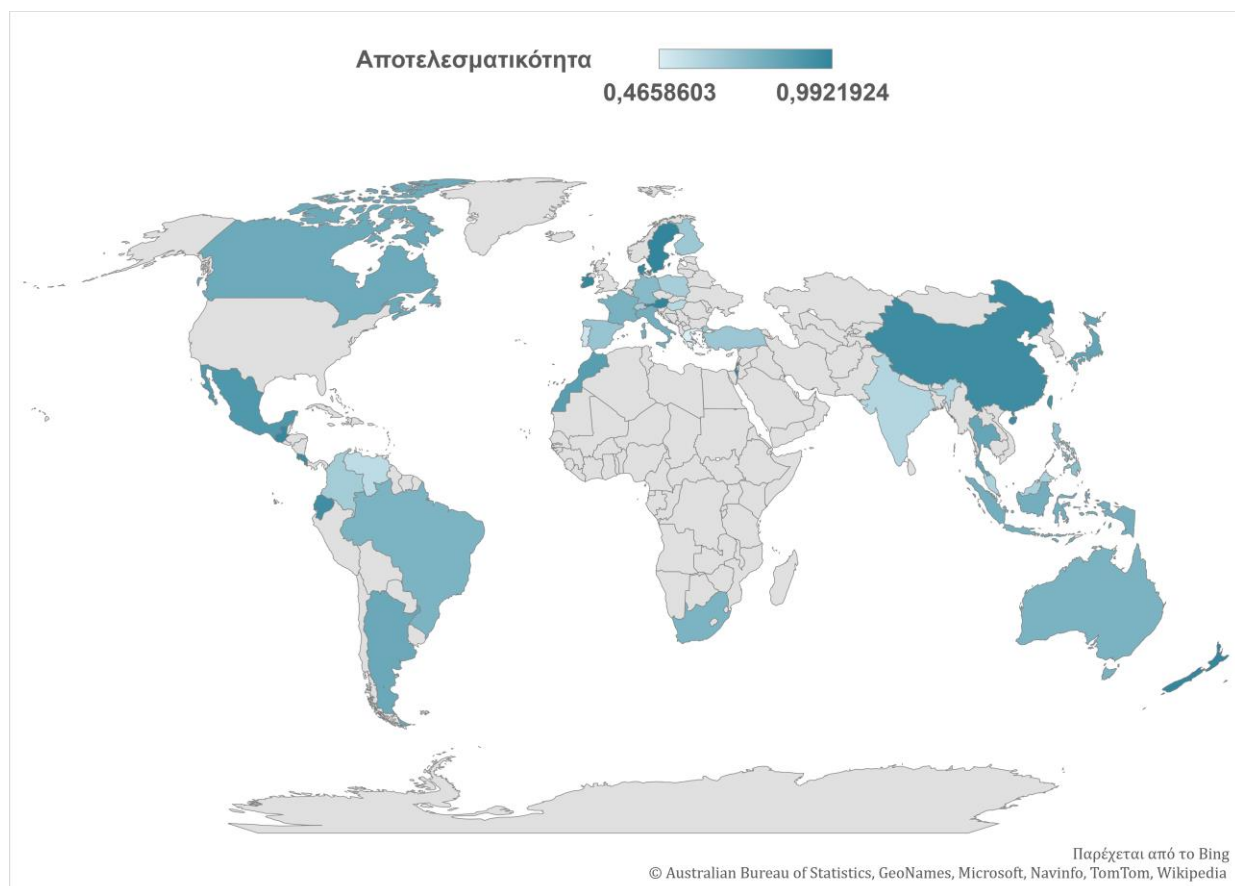 Αποτελεσματικότητα
0,4658603 0,9921924
Παρέχεται από το Bing
© Australian Bureau of Statistics, GeoNames, Microsoft, Navinfo, TomTom, Wikipedia